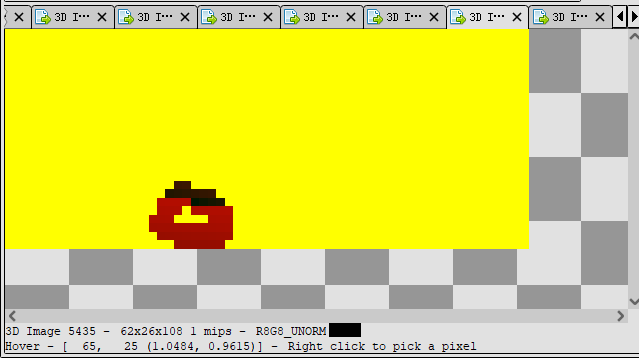 3D I··· 3D I··· 3D I··· 3D I··· 3D I··· 3D I··· 3D I···
3D Image 5435 - 62x26x108 1 mips - R8G8_UNORM
Hover - [  65,   25 (1.0484, 0.9615)] - Right click to pick a pixel